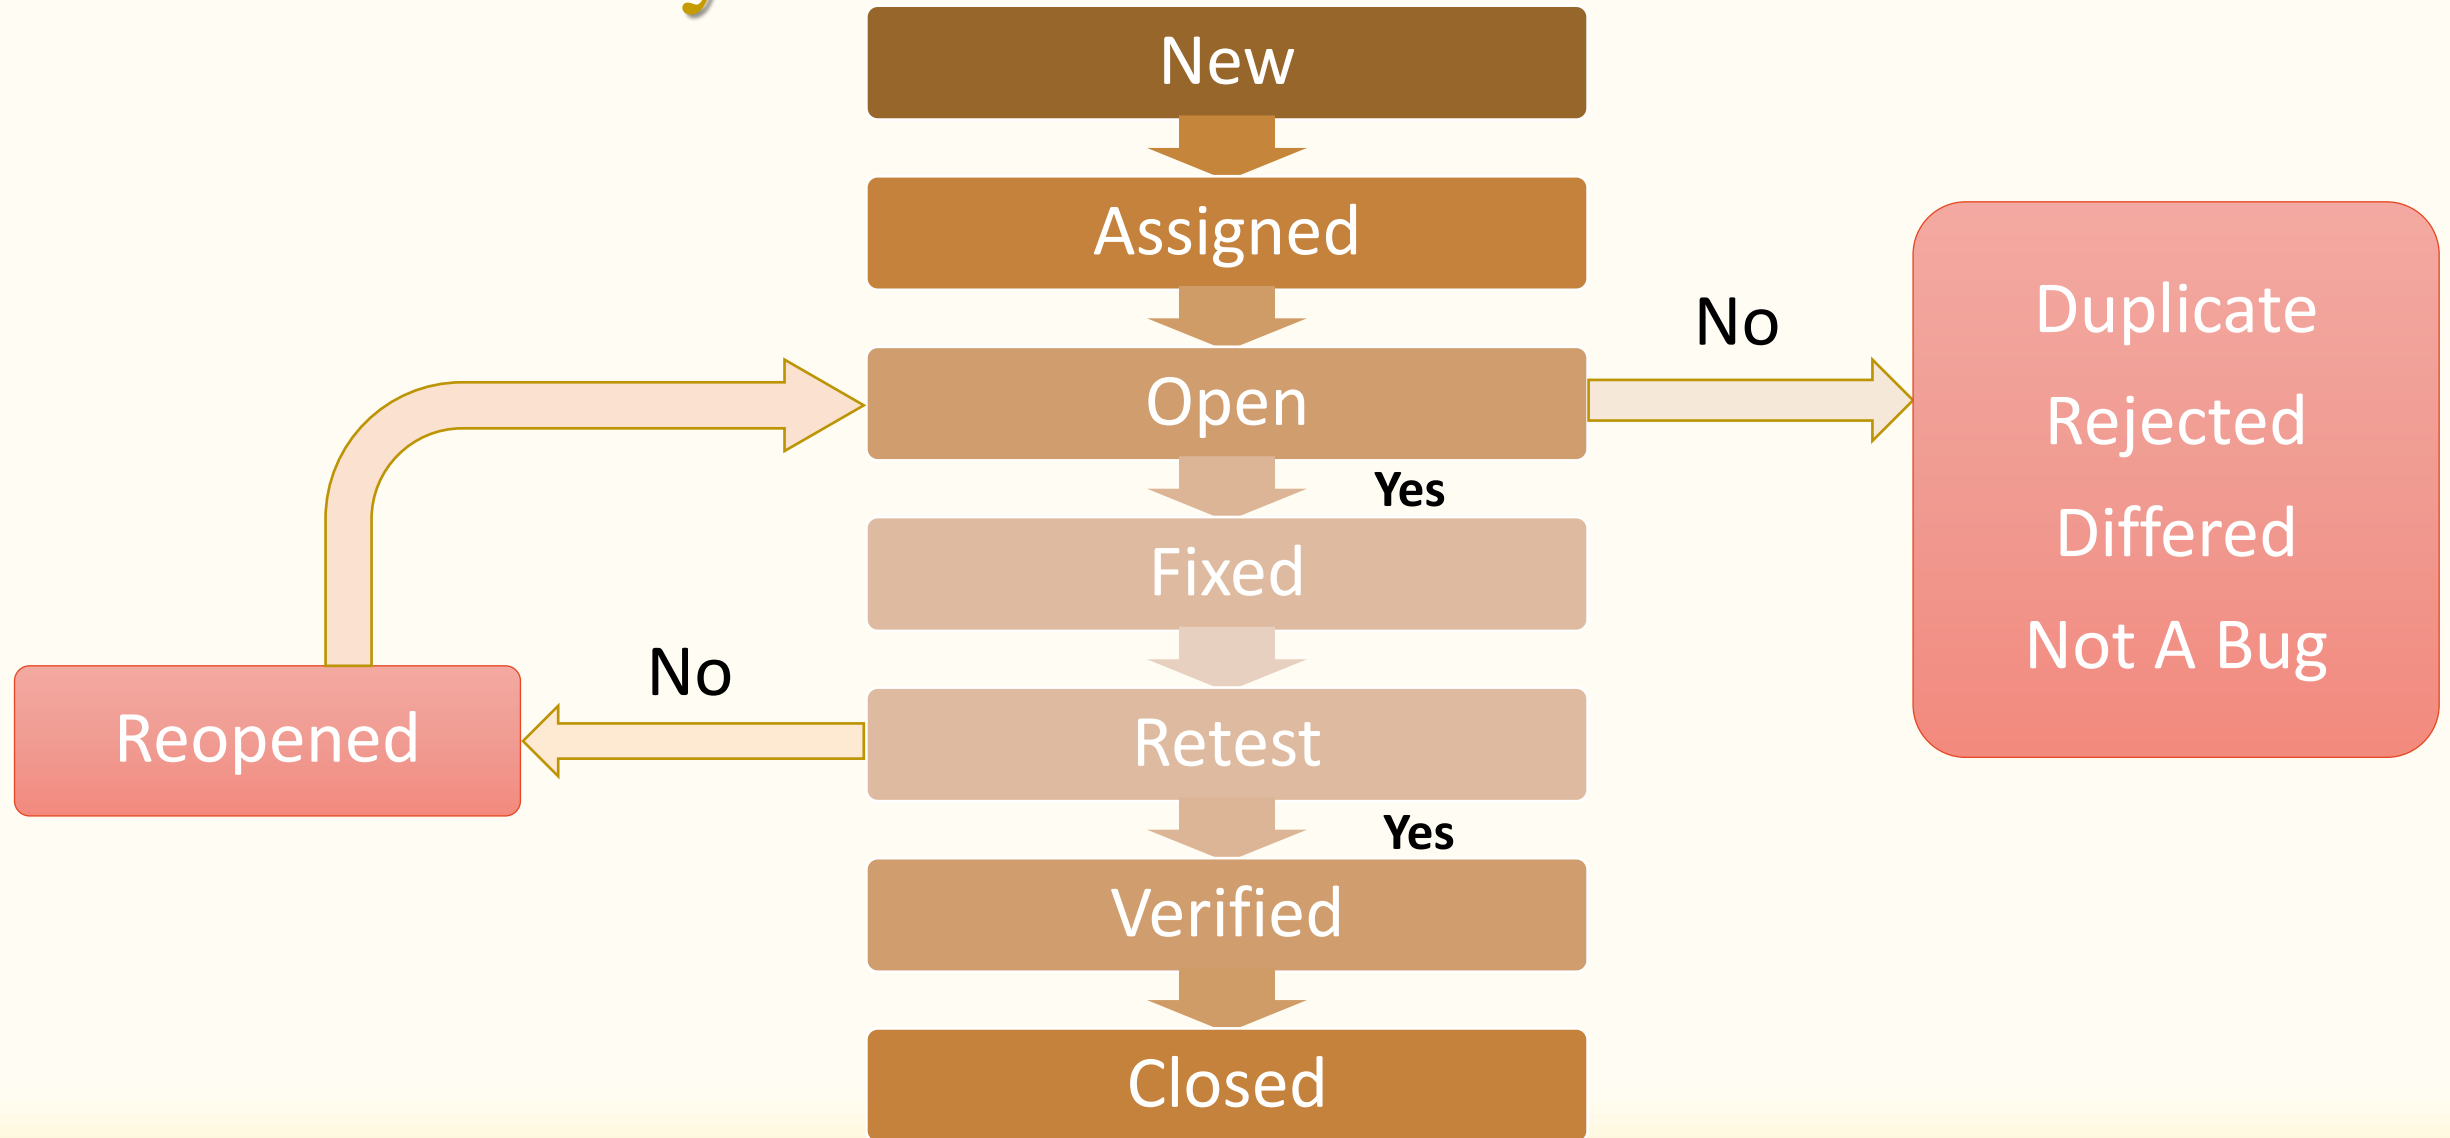 New
Assigned
Open
No
Yes
Fixed
Retest
No
Reopened
Yes
Verified
Closed
Duplicate
Rejected
Differed
Not A Bug